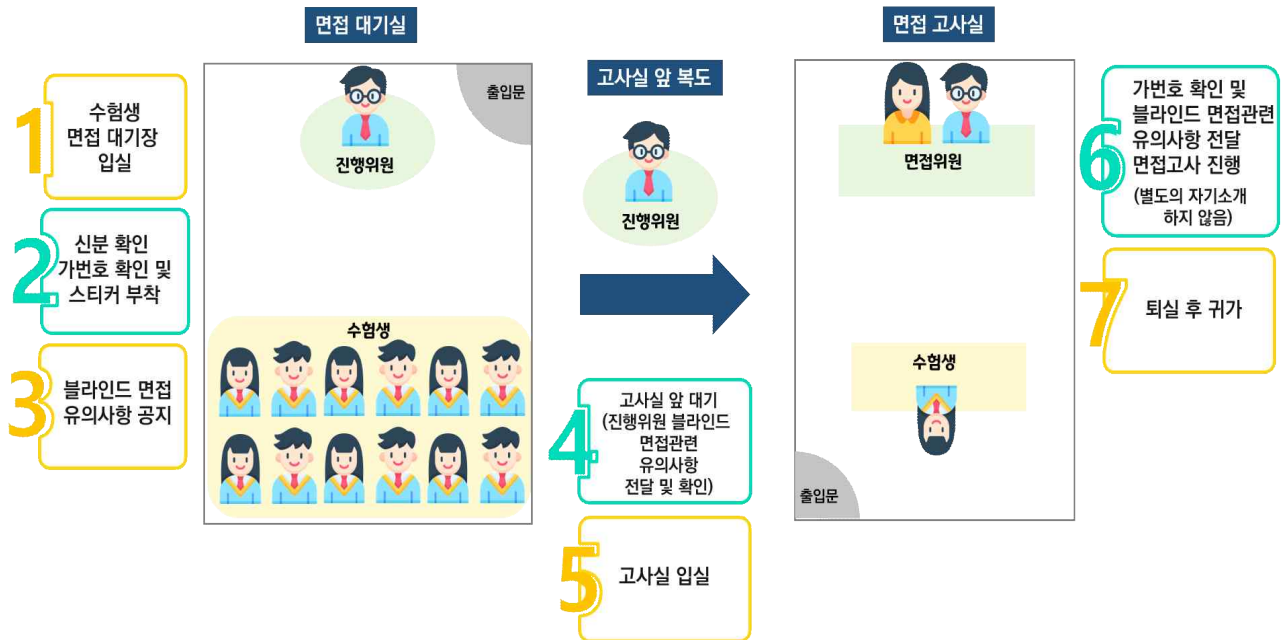 면접 대기실
1
수험생
면접 대기장
입실
2
신분 확인
가번호 확인 및
스티커 부착
3
블라인드 면접
유의사항 공지
출입문
진행위원
수험생
고사실 앞 복도
진행위원
4
고사실 앞 대기
(진행위원 블라인드
면접관련
유의사항
전달 및 확인)
5
고사실 입실
면접 고사실
면접위원
수험생
출입문
6
가번호 확인 및
블라인드 면접관련
유의사항 전달
면접고사 진행
(별도의 자기소개
하지 않음)
7
퇴실 후 귀가